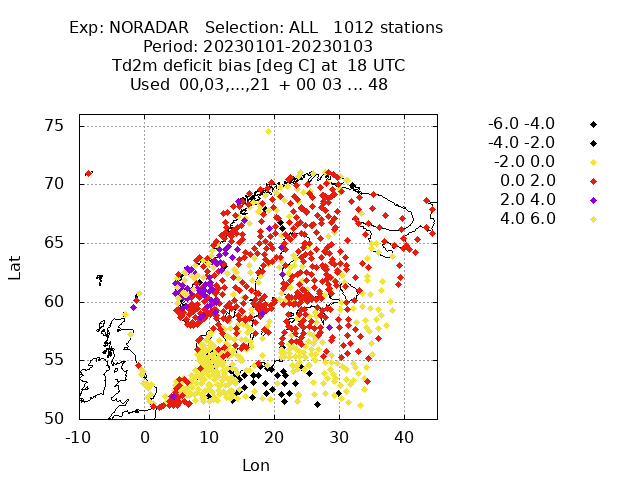 Exp: NORADAR   Selection: ALL   1012 stations
Period: 20230101-20230103
Td2m deficit bias [deg C] at  18 UTC
Used  00,03,...,21  + 00 03 ... 48
-6.0 -4.0
-4.0 -2.0
-2.0 0.0
0.0 2.0
2.0 4.0
4.0 6.0
75
70
65
60
55
50
Lat
-10 0 10 20 30 40
Lon